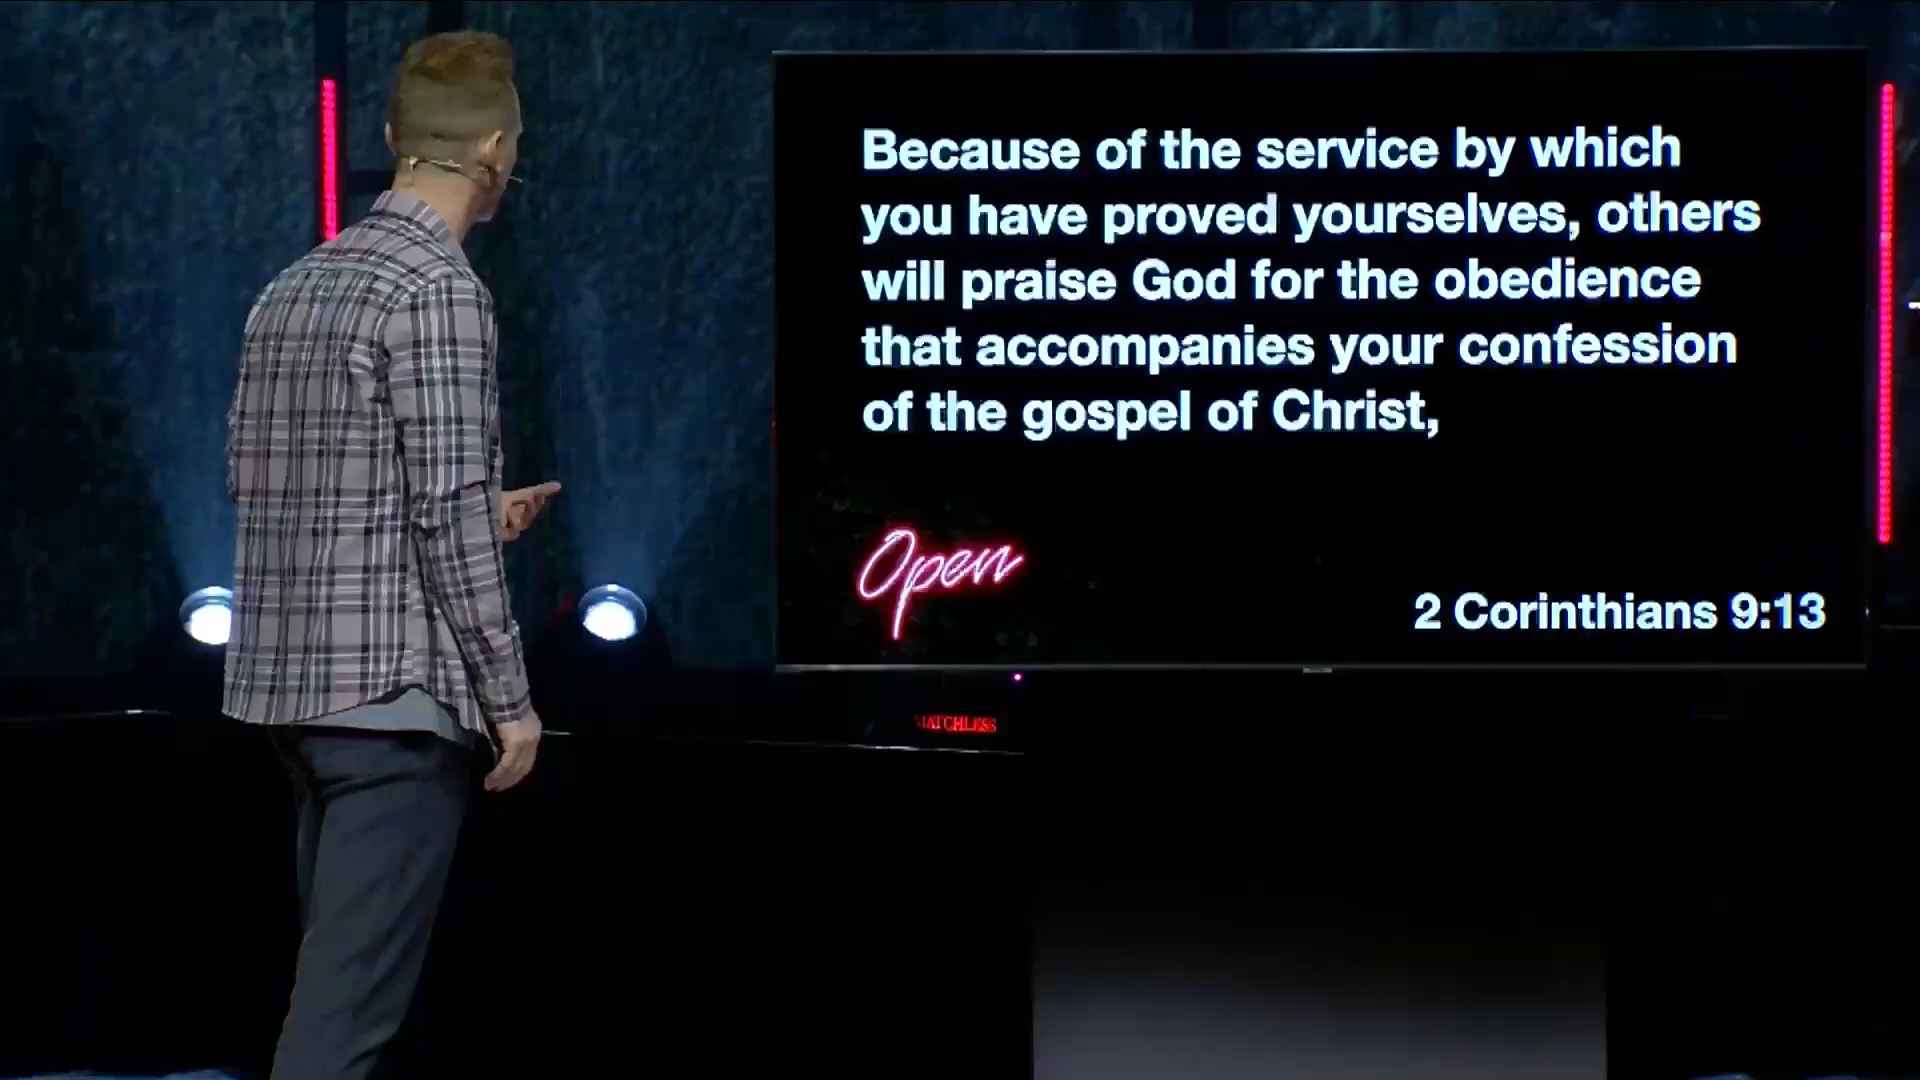 Because of the service by which
you have proved yourselves, others
will praise God for the obedience
that accompanies your confession
of the gospel of Christ,
Open
2 Corinthians 9:13
MATCHLESS